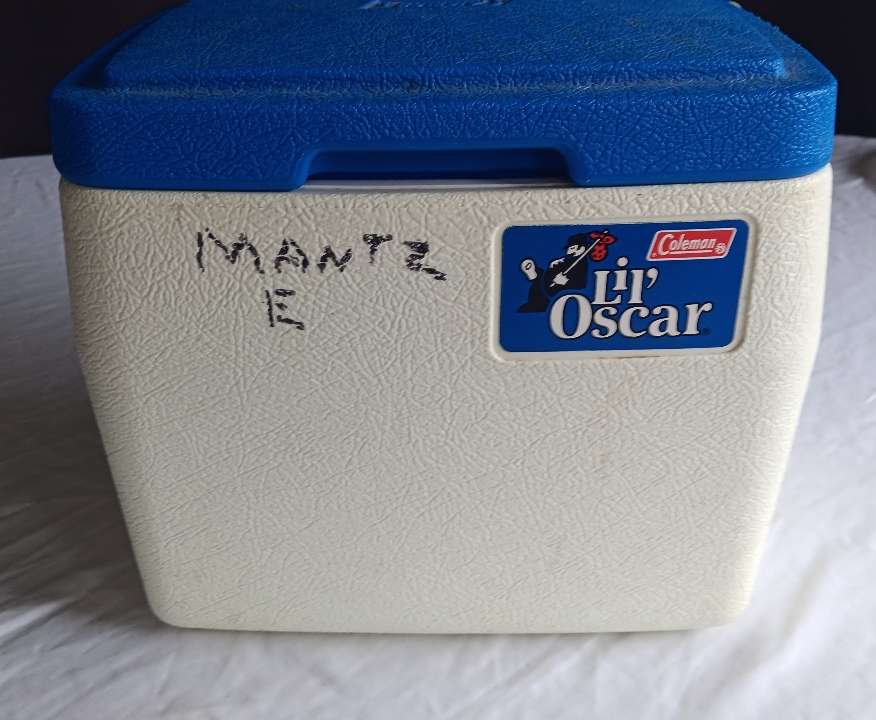 MANTZ
E
Coleman®
Lil'
Oscar